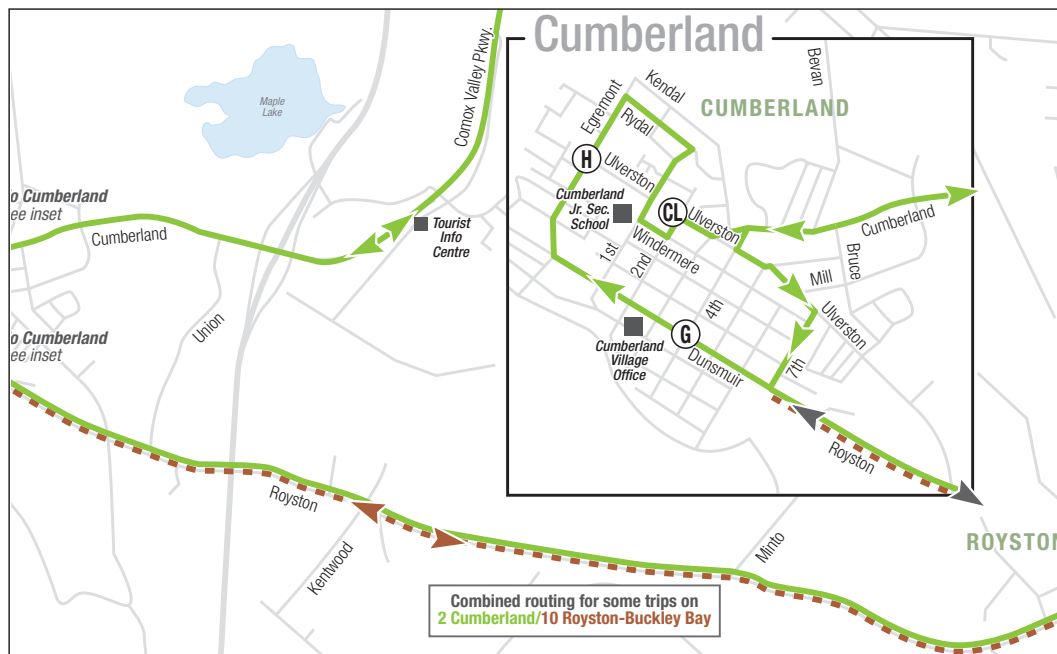 Cumberland
Maple
Lake
Comox Valley Pkwy.
Bevan
Kendal
CUMBERLAND
Egremont
Rydal
H
Ulverston
o Cumberland
ee inset
Cumberland
Jr. Sec.
School
CL
Ulverston
Cumberland
Cumberland
Tourist
Info
Centre
1st
2nd
Windermere
Bruce
Mill
Ulverston
4th
Union
o Cumberland
ee inset
G
Cumberland
Village
Office
Dunsmuir
7th
Royston
Royston
Kentwood
Minto
ROYSTON
Combined routing for some trips on
2 Cumberland/10 Royston-Buckley Bay